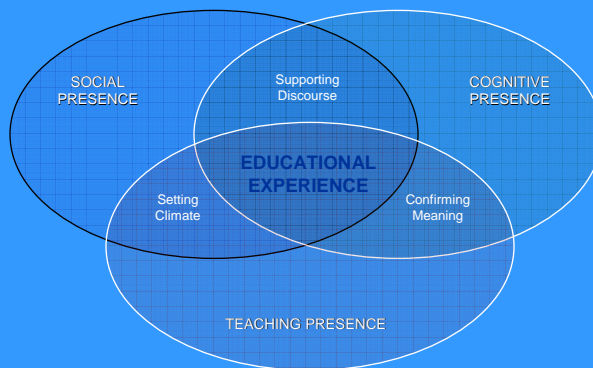 SOCIAL
PRESENCE
Supporting
Discourse
COGNITIVE
PRESENCE
EDUCATIONAL
EXPERIENCE
Setting
Climate
Confirming
Meaning
TEACHING PRESENCE